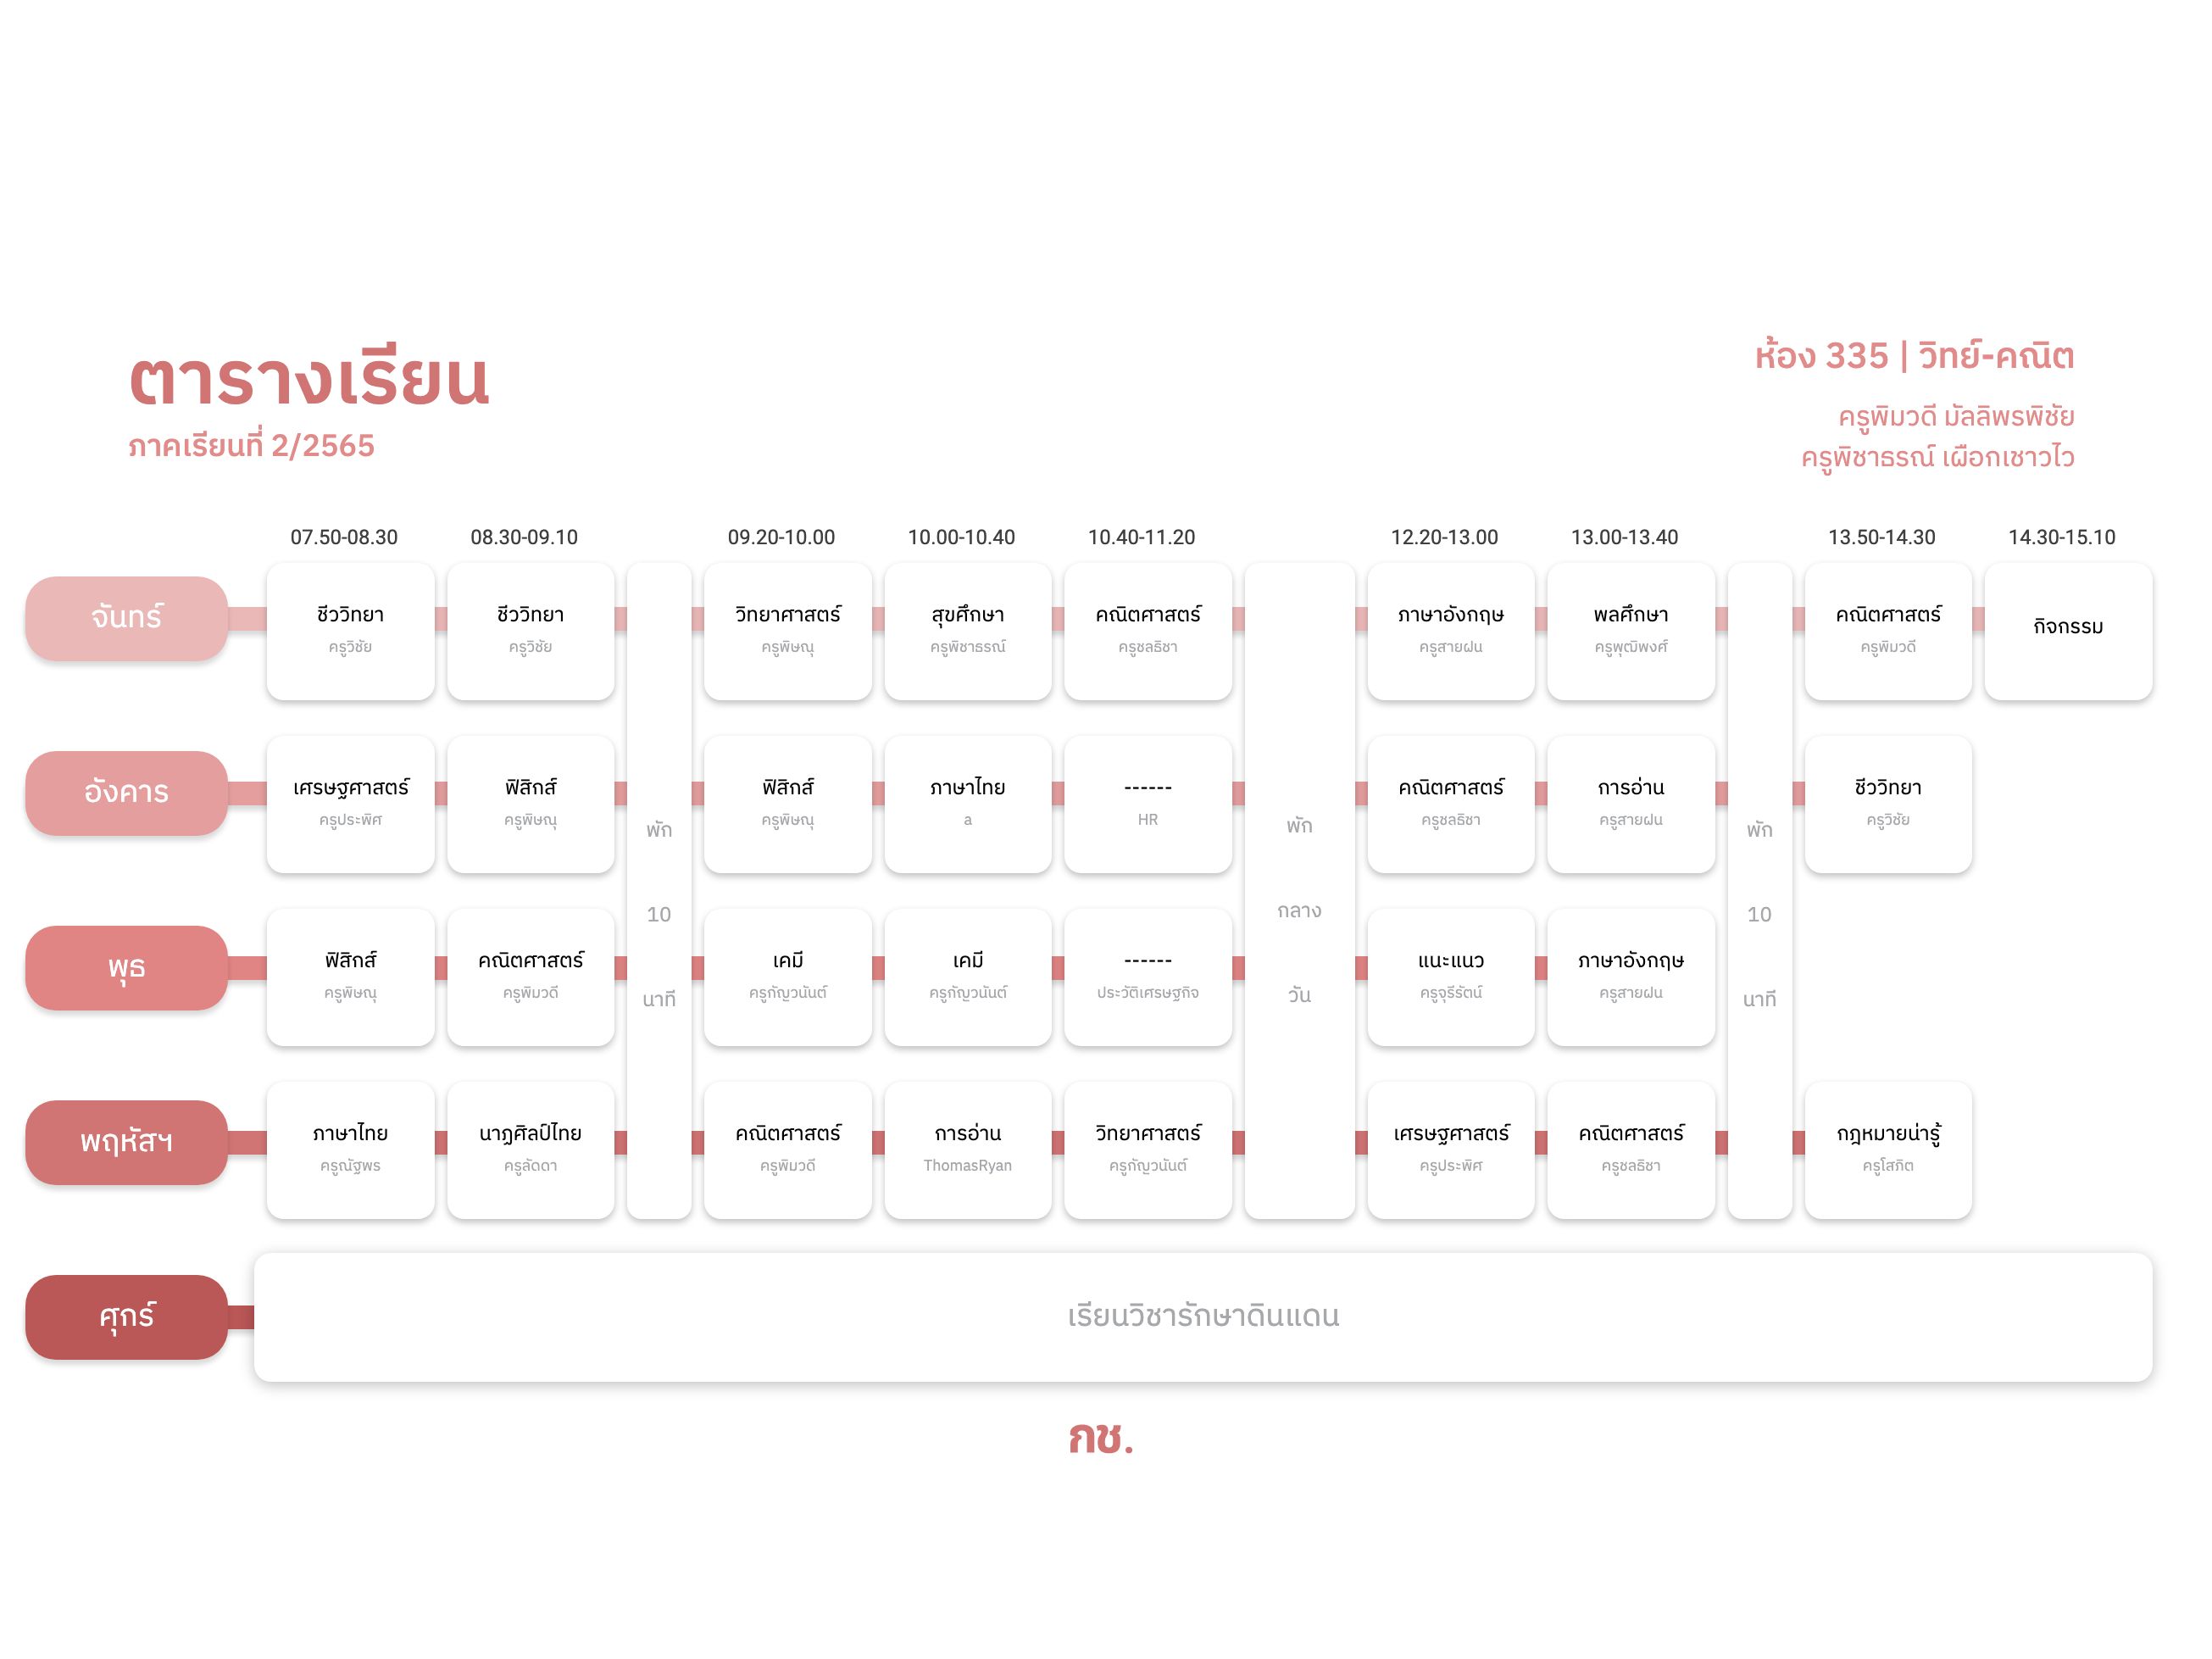 ตารางเรียน
ภาคเรียนที่ 2/2565
ห้อง 335 | วิทย์-คณิต
ครูพิมวดี มัลลิพรพิชัย
ครูพิชาธรณ์ เผือกเชาวไว
07.50-08.30 08.30-09.10 09.20-10.00 10.00-10.40 10.40-11.20 12.20-13.00 13.00-13.40 13.50-14.30 14.30-15.10
จันทร์
ชีววิทยา ชีววิทยา วิทยาศาสตร์ สุขศึกษา คณิตศาสตร์ ภาษาอังกฤษ พลศึกษา คณิตศาสตร์ กิจกรรม
ครูวิชัย ครูวิชัย ครูพิษณุ ครูพิชาธรณ์ ครูชลธิชา ครูสายฝน ครูพุฒิพงศ์ ครูพิมวดี
อังคาร
เศรษฐศาสตร์ ฟิสิกส์ ฟิสิกส์ ภาษาไทย ------ คณิตศาสตร์ การอ่าน ชีววิทยา
ครูประพิศ ครูพิษณุ ครูพิษณุ a HR ครูชลธิชา ครูสายฝน ครูวิชัย
พัก
10
นาที
พัก
กลาง
วัน
พัก
10
นาที
พุธ
ฟิสิกส์ คณิตศาสตร์ เคมี เคมี ------ แนะแนว ภาษาอังกฤษ
ครูพิษณุ ครูพิมวดี ครูกัญวนันต์ ครูกัญวนันต์ ประวัติเศรษฐกิจ ครูจุรีรัตน์ ครูสายฝน
พฤหัสฯ
ภาษาไทย นาฏศิลป์ไทย คณิตศาสตร์ การอ่าน วิทยาศาสตร์ เศรษฐศาสตร์ คณิตศาสตร์ กฎหมายน่ารู้
ครูณัฐพร ครูลัดดา ครูพิมวดี ThomasRyan ครูกัญวนันต์ ครูประพิศ ครูชลธิชา ครูโสภิต
ศุกร์
เรียนวิชารักษาดินแดน
กช.